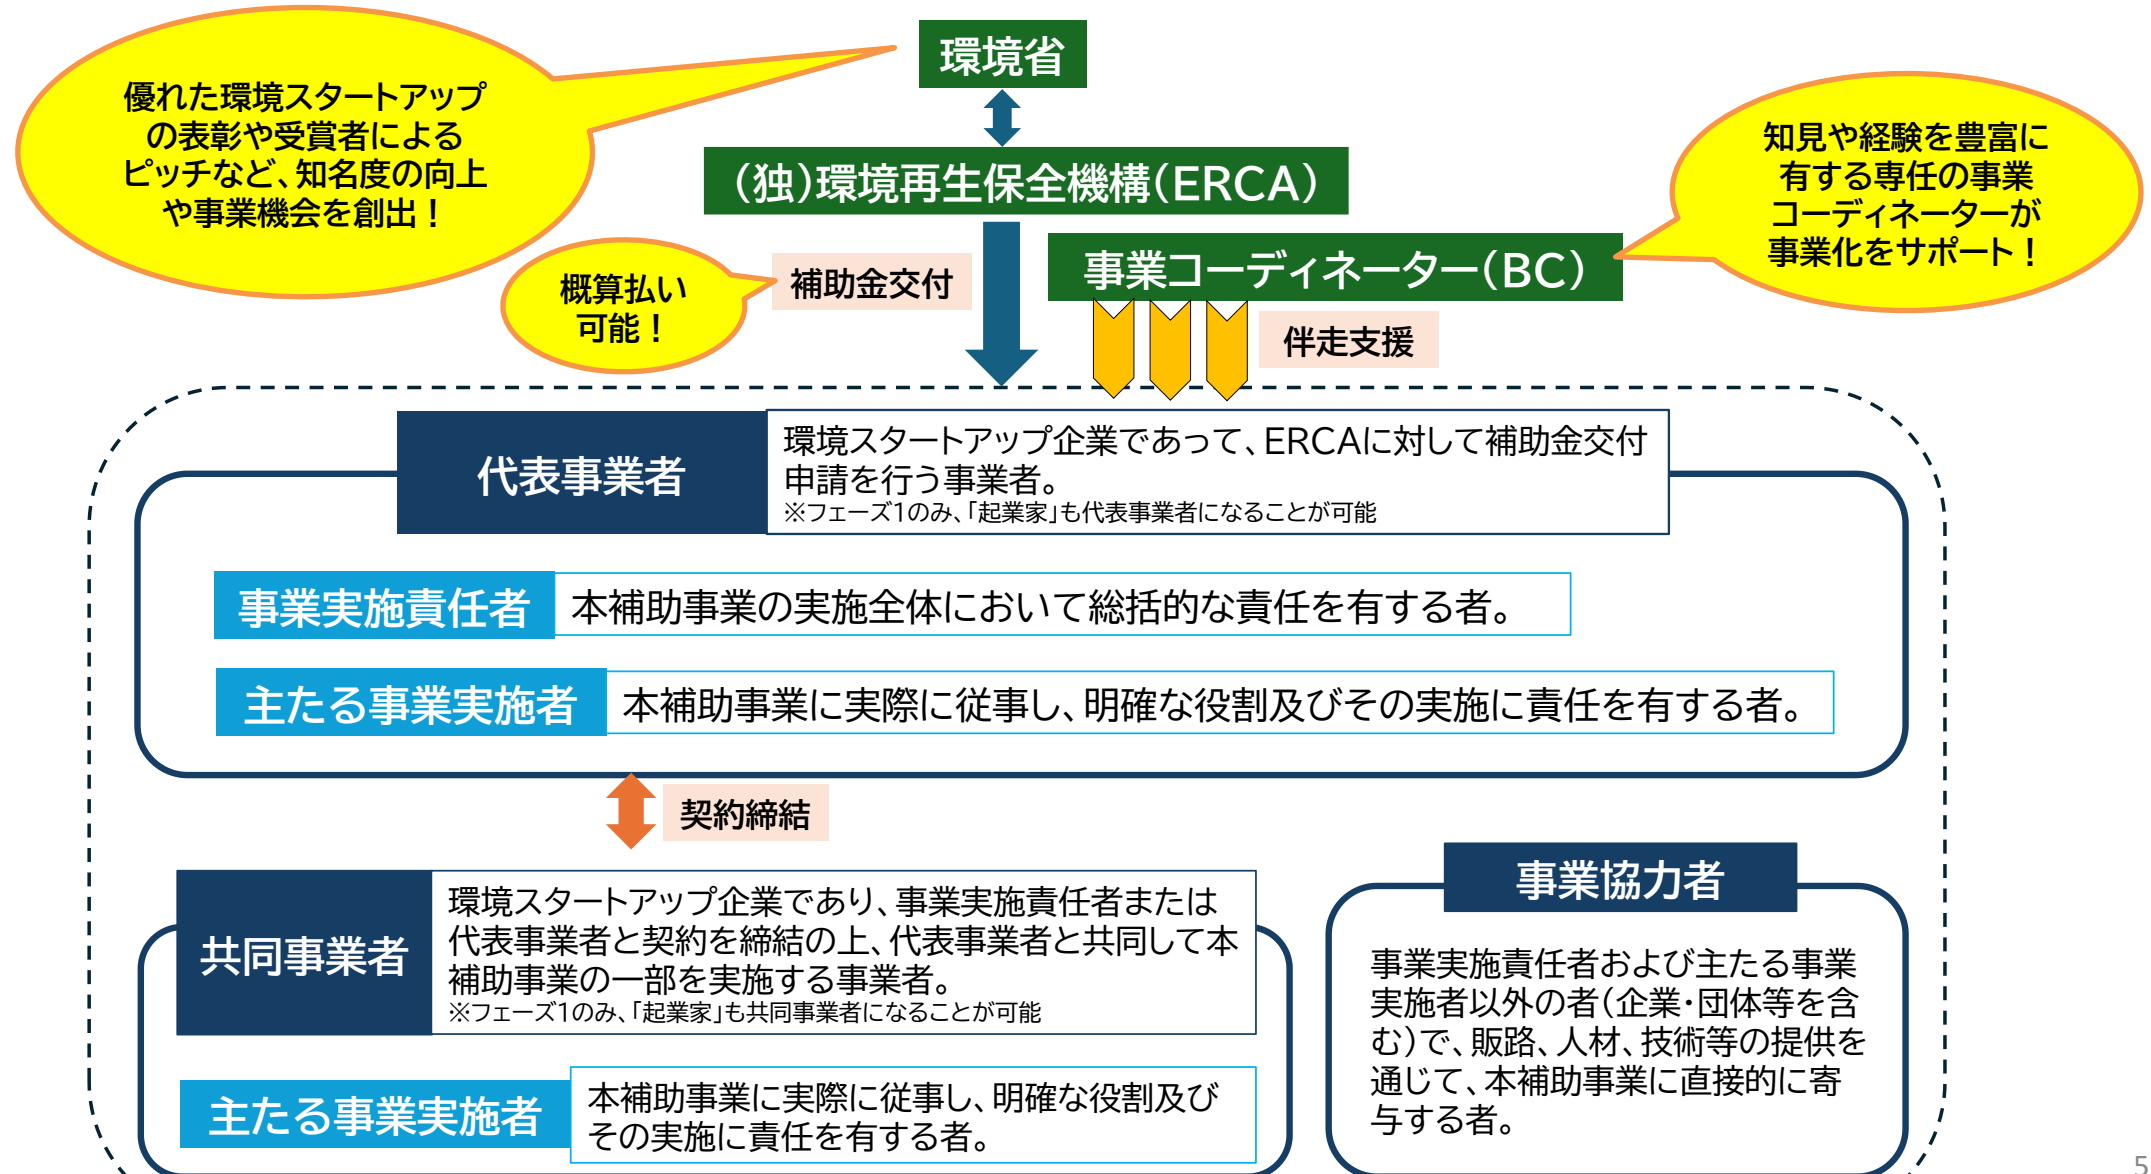 環境省
優れた環境スタートアップ
の表彰や受賞者による
ピッチなど、知名度の向上
や事業機会を創出！
（独）環境再生保全機構（ERCA）
知見や経験を豊富に
有する専任の事業
コーディネーターが
事業化をサポート！
概算払い
可能！
補助金交付
事業コーディネーター（BC）
伴走支援
代表事業者
環境スタートアップ企業であって、ERCAに対して補助金交付
申請を行う事業者。
※フェーズ1のみ、「起業家」も代表事業者になることが可能
事業実施責任者
本補助事業の実施全体において総括的な責任を有する者。
主たる事業実施者
本補助事業に実際に従事し、明確な役割及びその実施に責任を有する者。
契約締結
共同事業者
環境スタートアップ企業であり、事業実施責任者または
代表事業者と契約を締結の上、代表事業者と共同して本
補助事業の一部を実施する事業者。
※フェーズ1のみ、「起業家」も共同事業者になることが可能
主たる事業実施者
本補助事業に実際に従事し、明確な役割及び
その実施に責任を有する者。
事業協力者
事業実施責任者および主たる事業
実施者以外の者（企業・団体等を含
む）で、販路、人材、技術等の提供を
通じて、本補助事業に直接的に寄
与する者。
5